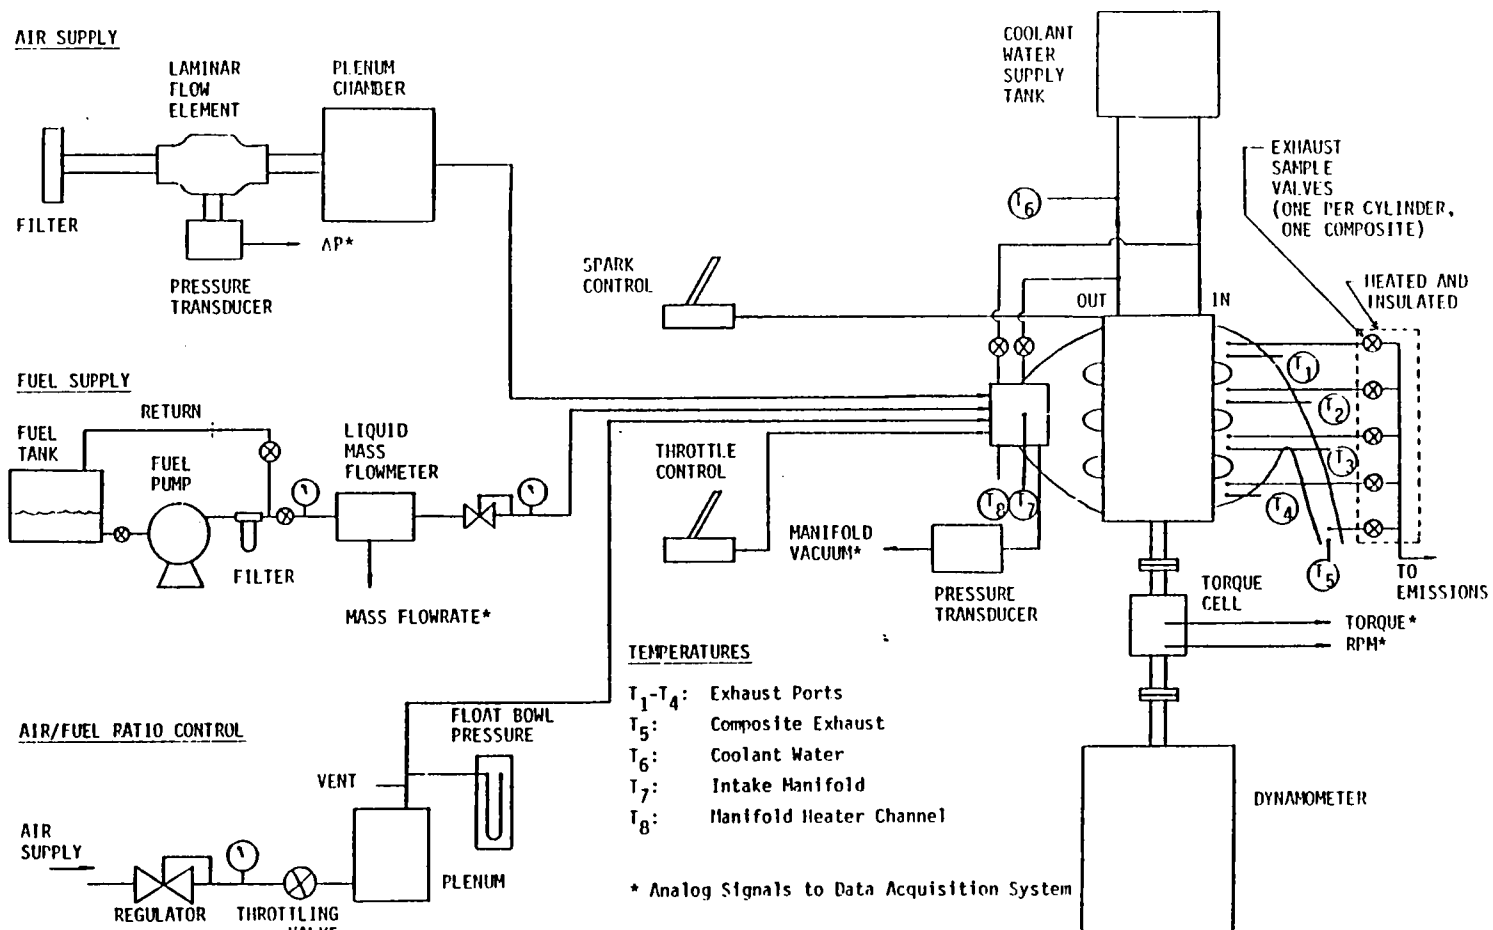 AIR SUPPLY
LAMINAR
FLOW
ELEMENT
PLENUM
CHAMBER
FILTER
ΔP*
PRESSURE
TRANSDUCER
COOLANT
WATER
SUPPLY
TANK
EXHAUST
SAMPLE
VALVES
(ONE PER CYLINDER,
ONE COMPOSITE)
HEATED AND
INSULATED
T6
SPARK
CONTROL
OUT
IN
T1
T2
T3
T4
T5
FUEL SUPPLY
RETURN
FUEL
TANK
FUEL
PUMP
LIQUID
MASS
FLOWMETER
FILTER
MASS FLOWRATE*
THROTTLE
CONTROL
T8
T7
MANIFOLD
VACUUM*
PRESSURE
TRANSDUCER
TO
EMISSIONS
TORQUE
CELL
TORQUE*
RPM*
DYNAMOMETER
TEMPERATURES
T1-T4: Exhaust Ports
T5: Composite Exhaust
T6: Coolant Water
T7: Intake Manifold
T8: Manifold Heater Channel
* Analog Signals to Data Acquisition System
AIR/FUEL RATIO CONTROL
FLOAT BOWL
PRESSURE
VENT
AIR
SUPPLY
PLENUM
REGULATOR
THROTTLING
VALVE